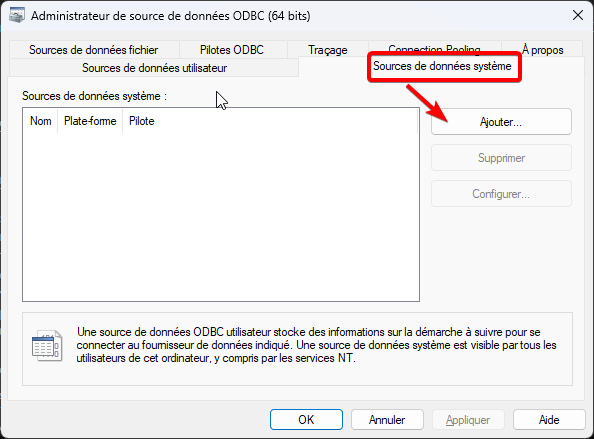 Administrateur de source de données ODBC (64 bits)
Sources de données fichier
Pilotes ODBC
Traçage
Connection Pooling
À propos
Sources de données utilisateur
Sources de données système
Sources de données système :
Nom
Plate-forme
Pilote
Ajouter...
Supprimer
Configurer...
Une source de données ODBC utilisateur stocke des informations sur la démarche à suivre pour se
connecter au fournisseur de données indiqué. Une source de données système est visible par tous les
utilisateurs de cet ordinateur, y compris par les services NT.
OK
Annuler
Appliquer
Aide